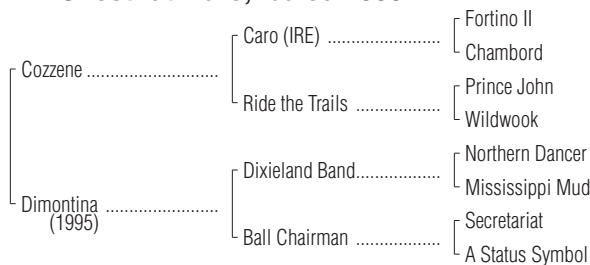 Fortino II
Caro (IRE) ....................
Chambord
Cozzene ........................
Prince John
Ride the Trails .................
Wildwook
Northern Dancer
Dixieland Band.................
Mississippi Mud
Dimontina ....................
(1995)
Secretariat
Ball Chairman .................
A Status Symbol